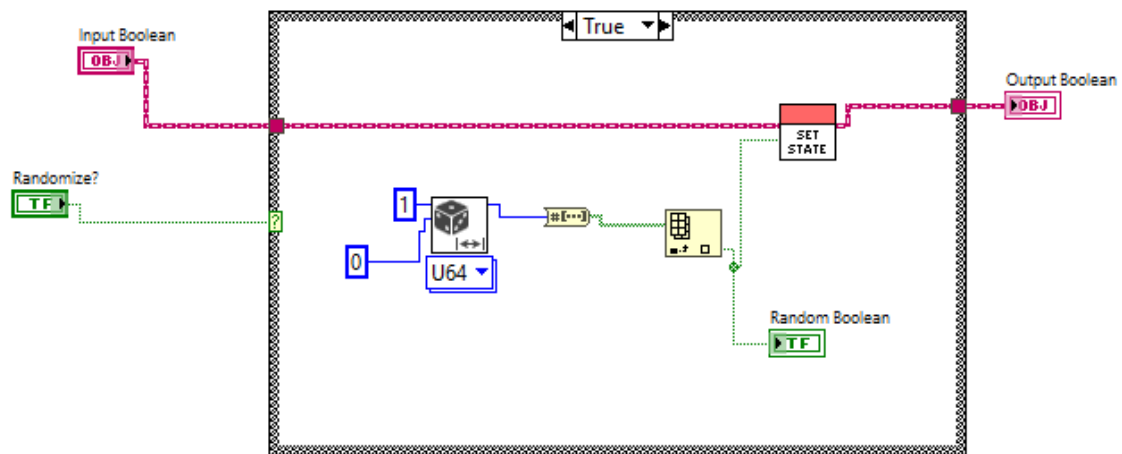 True
Input Boolean
OBJ
Output Boolean
OBJ
SET
STATE
Randomize?
TF
?
1
#[...]
0
U64
Random Boolean
TF